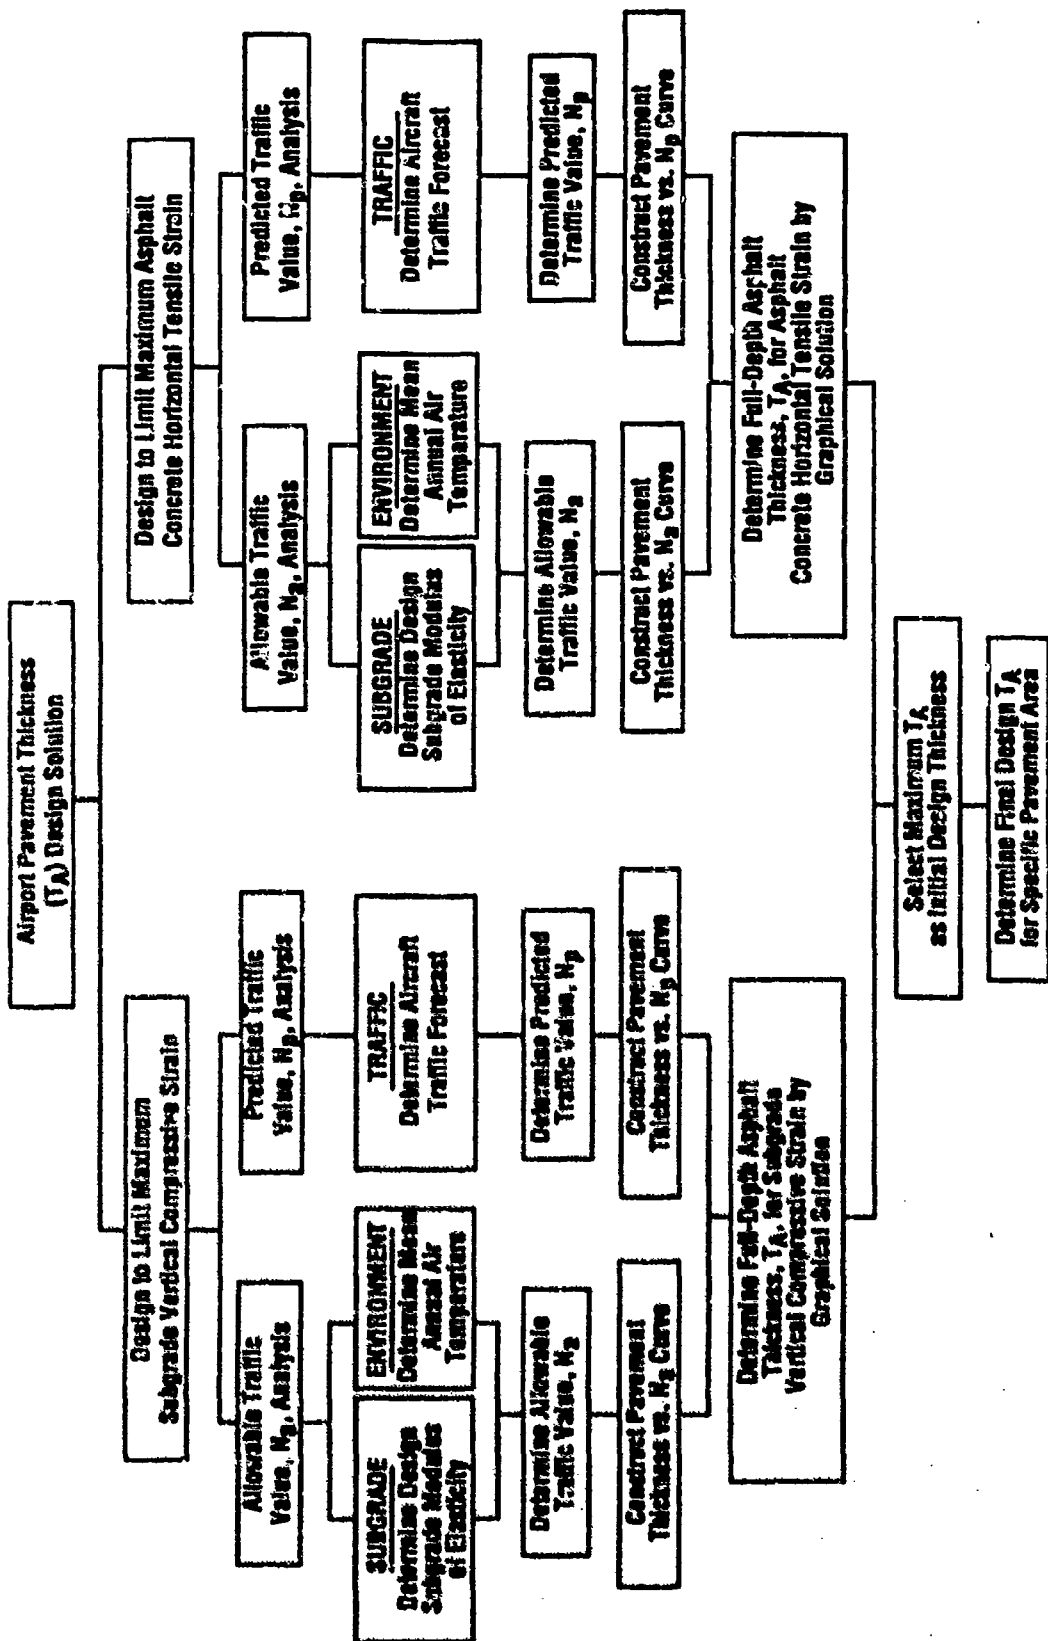 Airport Pavement Thickness
(TA) Design Solution
Design to Limit Maximum
Subgrade Vertical Compressive Strain
Design to Limit Maximum Asphalt
Concrete Horizontal Tensile Strain
Allowable Traffic
Value, Na, Analysis
Predicted Traffic
Value, Np, Analysis
Allowable Traffic
Value, Na, Analysis
Predicted Traffic
Value, Np, Analysis
SUBGRADE
Determine Design
Subgrade Modulus
of Elasticity
ENVIRONMENT
Determine Mean
Annual Air
Temperature
TRAFFIC
Determine Aircraft
Traffic Forecast
SUBGRADE
Determine Design
Subgrade Modulus
of Elasticity
ENVIRONMENT
Determine Mean
Annual Air
Temperature
TRAFFIC
Determine Aircraft
Traffic Forecast
Determine Allowable
Traffic Value, Na
Determine Predicted
Traffic Value, Np
Determine Allowable
Traffic Value, Na
Determine Predicted
Traffic Value, Np
Construct Pavement
Thickness vs. Na Curve
Construct Pavement
Thickness vs. Np Curve
Construct Pavement
Thickness vs. Na Curve
Construct Pavement
Thickness vs. Np Curve
Determine Full-Depth Asphalt
Thickness, TA, for Subgrade
Vertical Compressive Strain by
Graphical Solution
Determine Full-Depth Asphalt
Thickness, TA, for Asphalt
Concrete Horizontal Tensile Strain by
Graphical Solution
Select Maximum TA
as Initial Design Thickness
Determine Final Design TA
for Specific Pavement Area